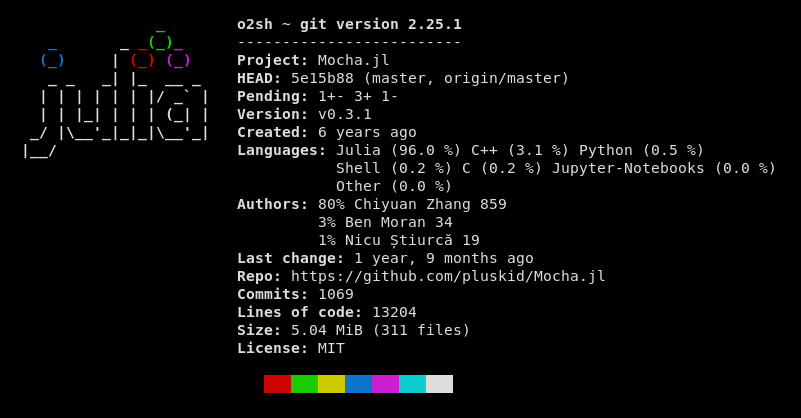 o2sh ~ git version 2.25.1
-------------------------
Project: Mocha.jl
HEAD: 5e15b88 (master, origin/master)
Pending: 1+- 3+ 1-
Version: v0.3.1
Created: 6 years ago
Languages: Julia (96.0 %) C++ (3.1 %) Python (0.5 %)
Shell (0.2 %) C (0.2 %) Jupyter-Notebooks (0.0 %)
Other (0.0 %)
Authors: 80% Chiyuan Zhang 859
3% Ben Moran 34
1% Nicu Știurcă 19
Last change: 1 year, 9 months ago
Repo: https://github.com/pluskid/Mocha.jl
Commits: 1069
Lines of code: 13204
Size: 5.04 MiB (311 files)
License: MIT